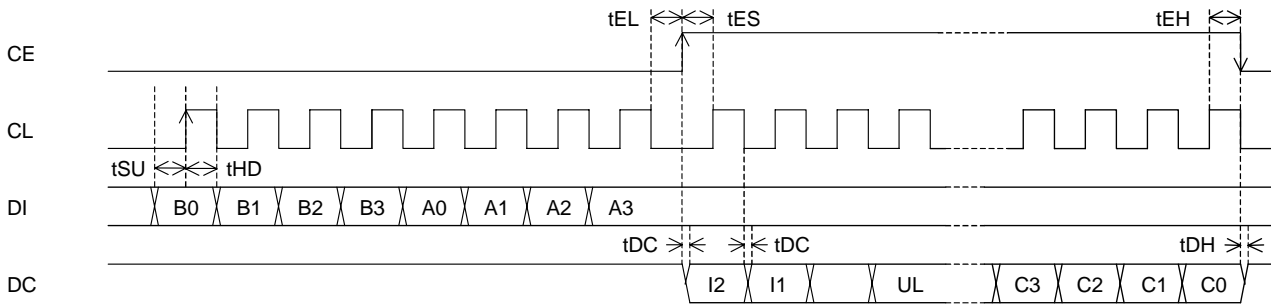 tEL tES tEH
CE
CL
tSU tHD
DI B0 B1 B2 B3 A0 A1 A2 A3
tDC tDC tDH
DC I2 I1 UL C3 C2 C1 C0